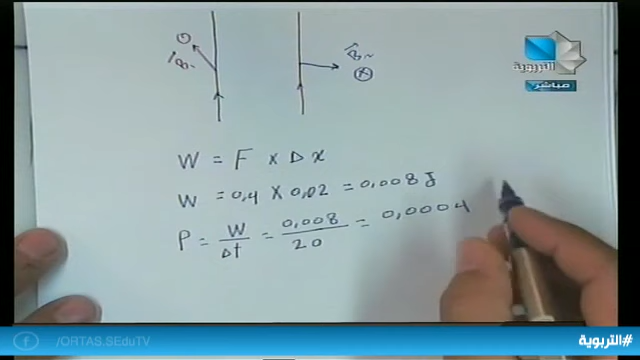 التربوية
مباشر
W = F × Δx
W = 0,4 × 0,02 = 0,008 J
P = W/Δt = 0,008/20 = 0,0004
/ORTAS.SEduTV
#التربوية